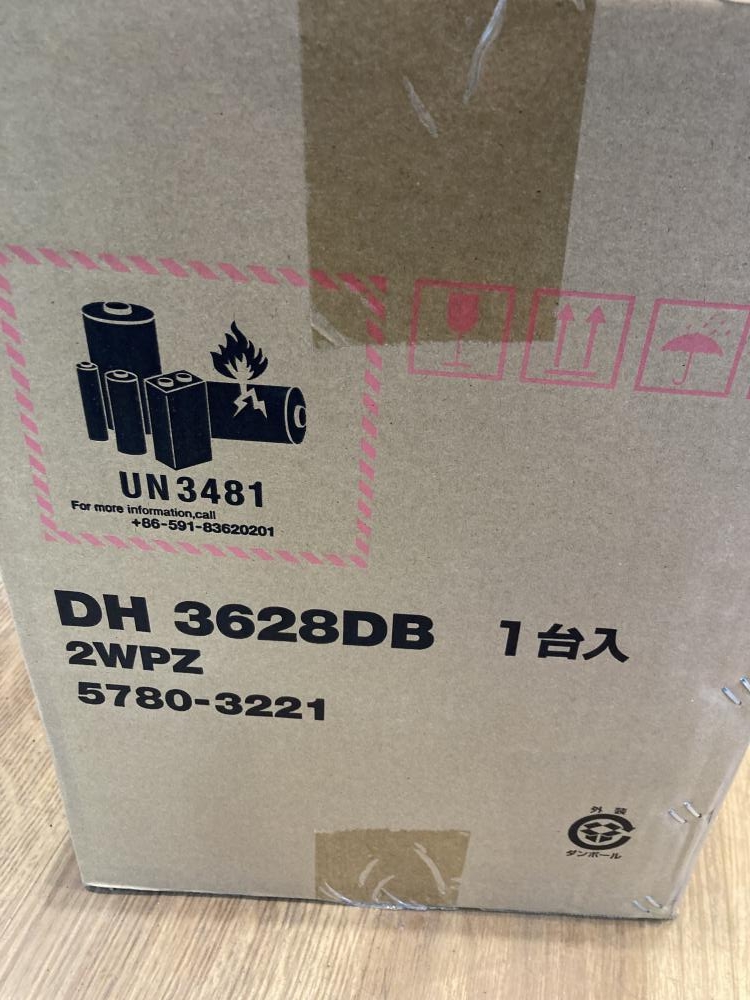 UN3481
For more information,call
+86-591-83620201
DH 3628DB 1台入
2WPZ
5780-3221
外装
ダンボール